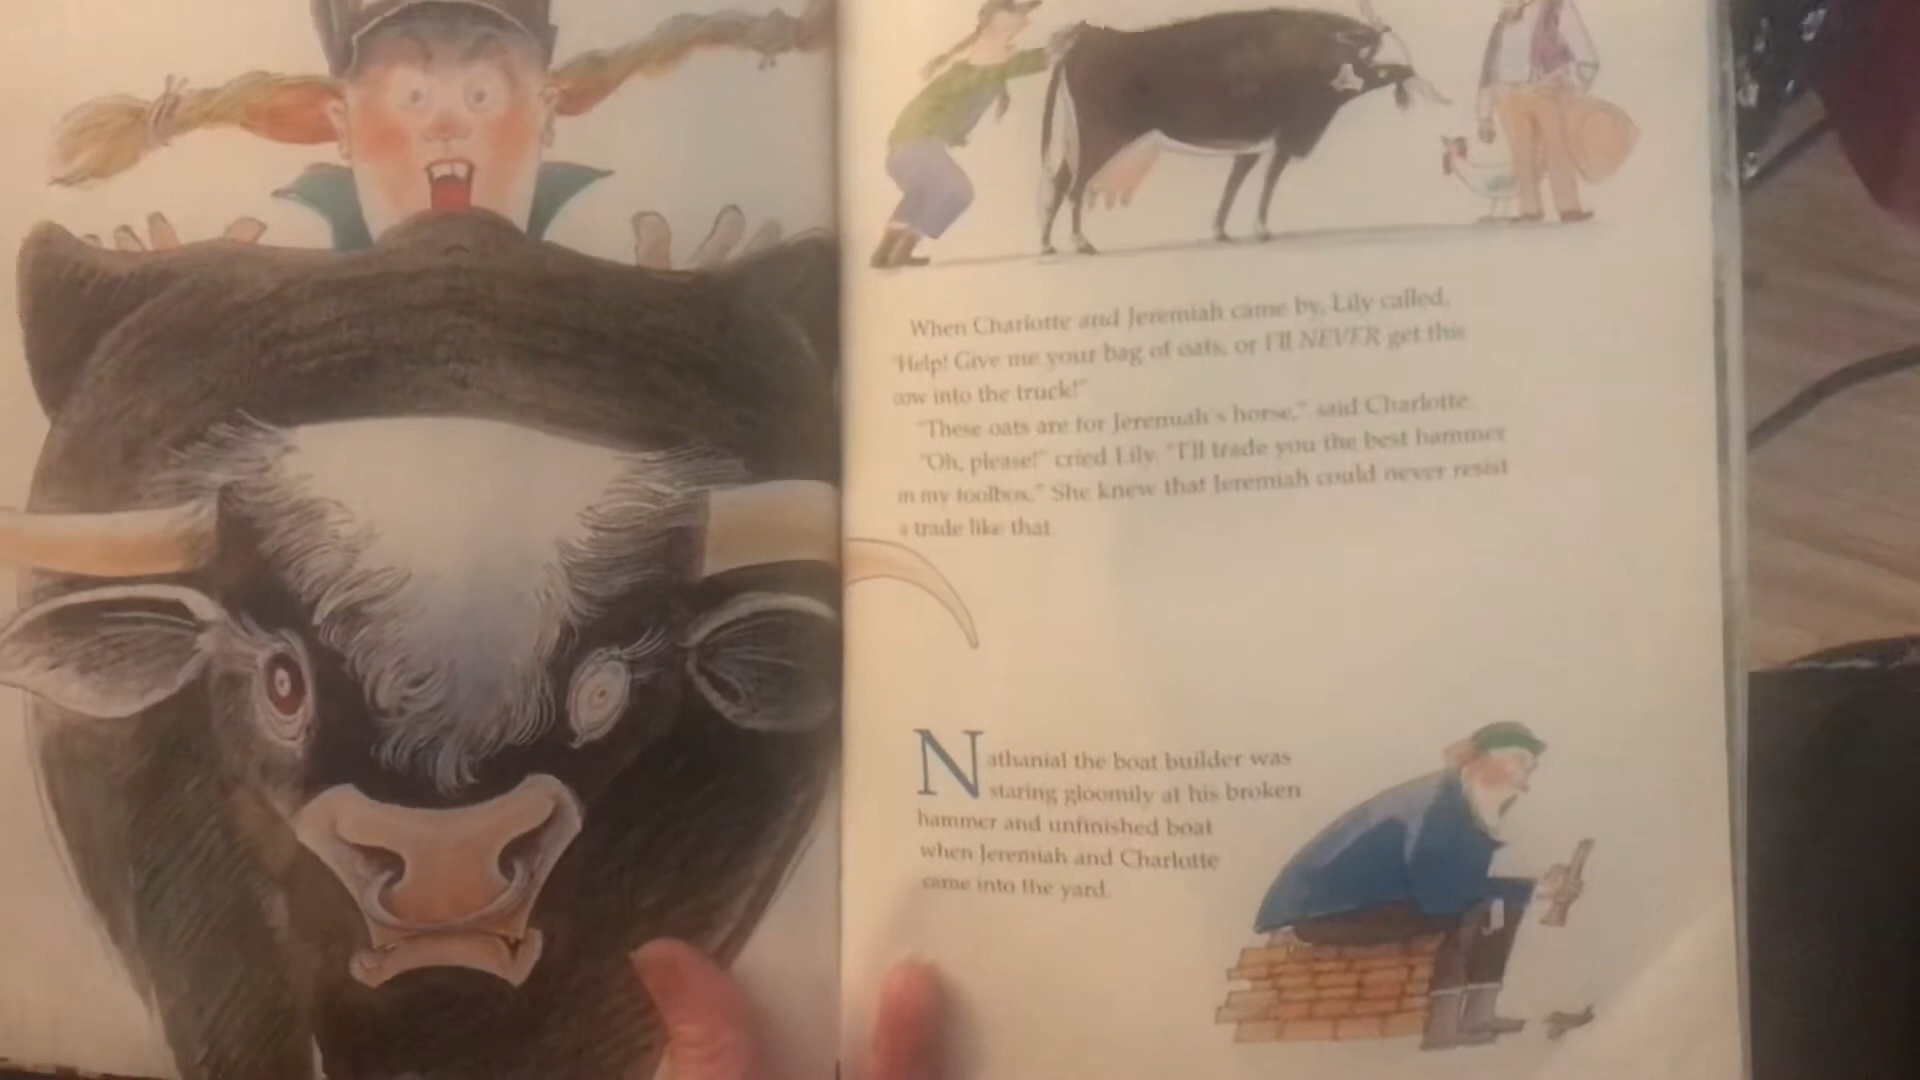 When Charlotte and Jeremiah came by, Lily called,
"Help! Give me your bag of oats, or I'll NEVER get this
cow into the truck!"
"These oats are for Jeremiah's horse," said Charlotte.
"Oh, please!" cried Lily. "I'll trade you the best hammer
in my toolbox." She knew that Jeremiah could never resist
a trade like that.
Nathanial the boat builder was
staring gloomily at his broken
hammer and unfinished boat
when Jeremiah and Charlotte
came into the yard.